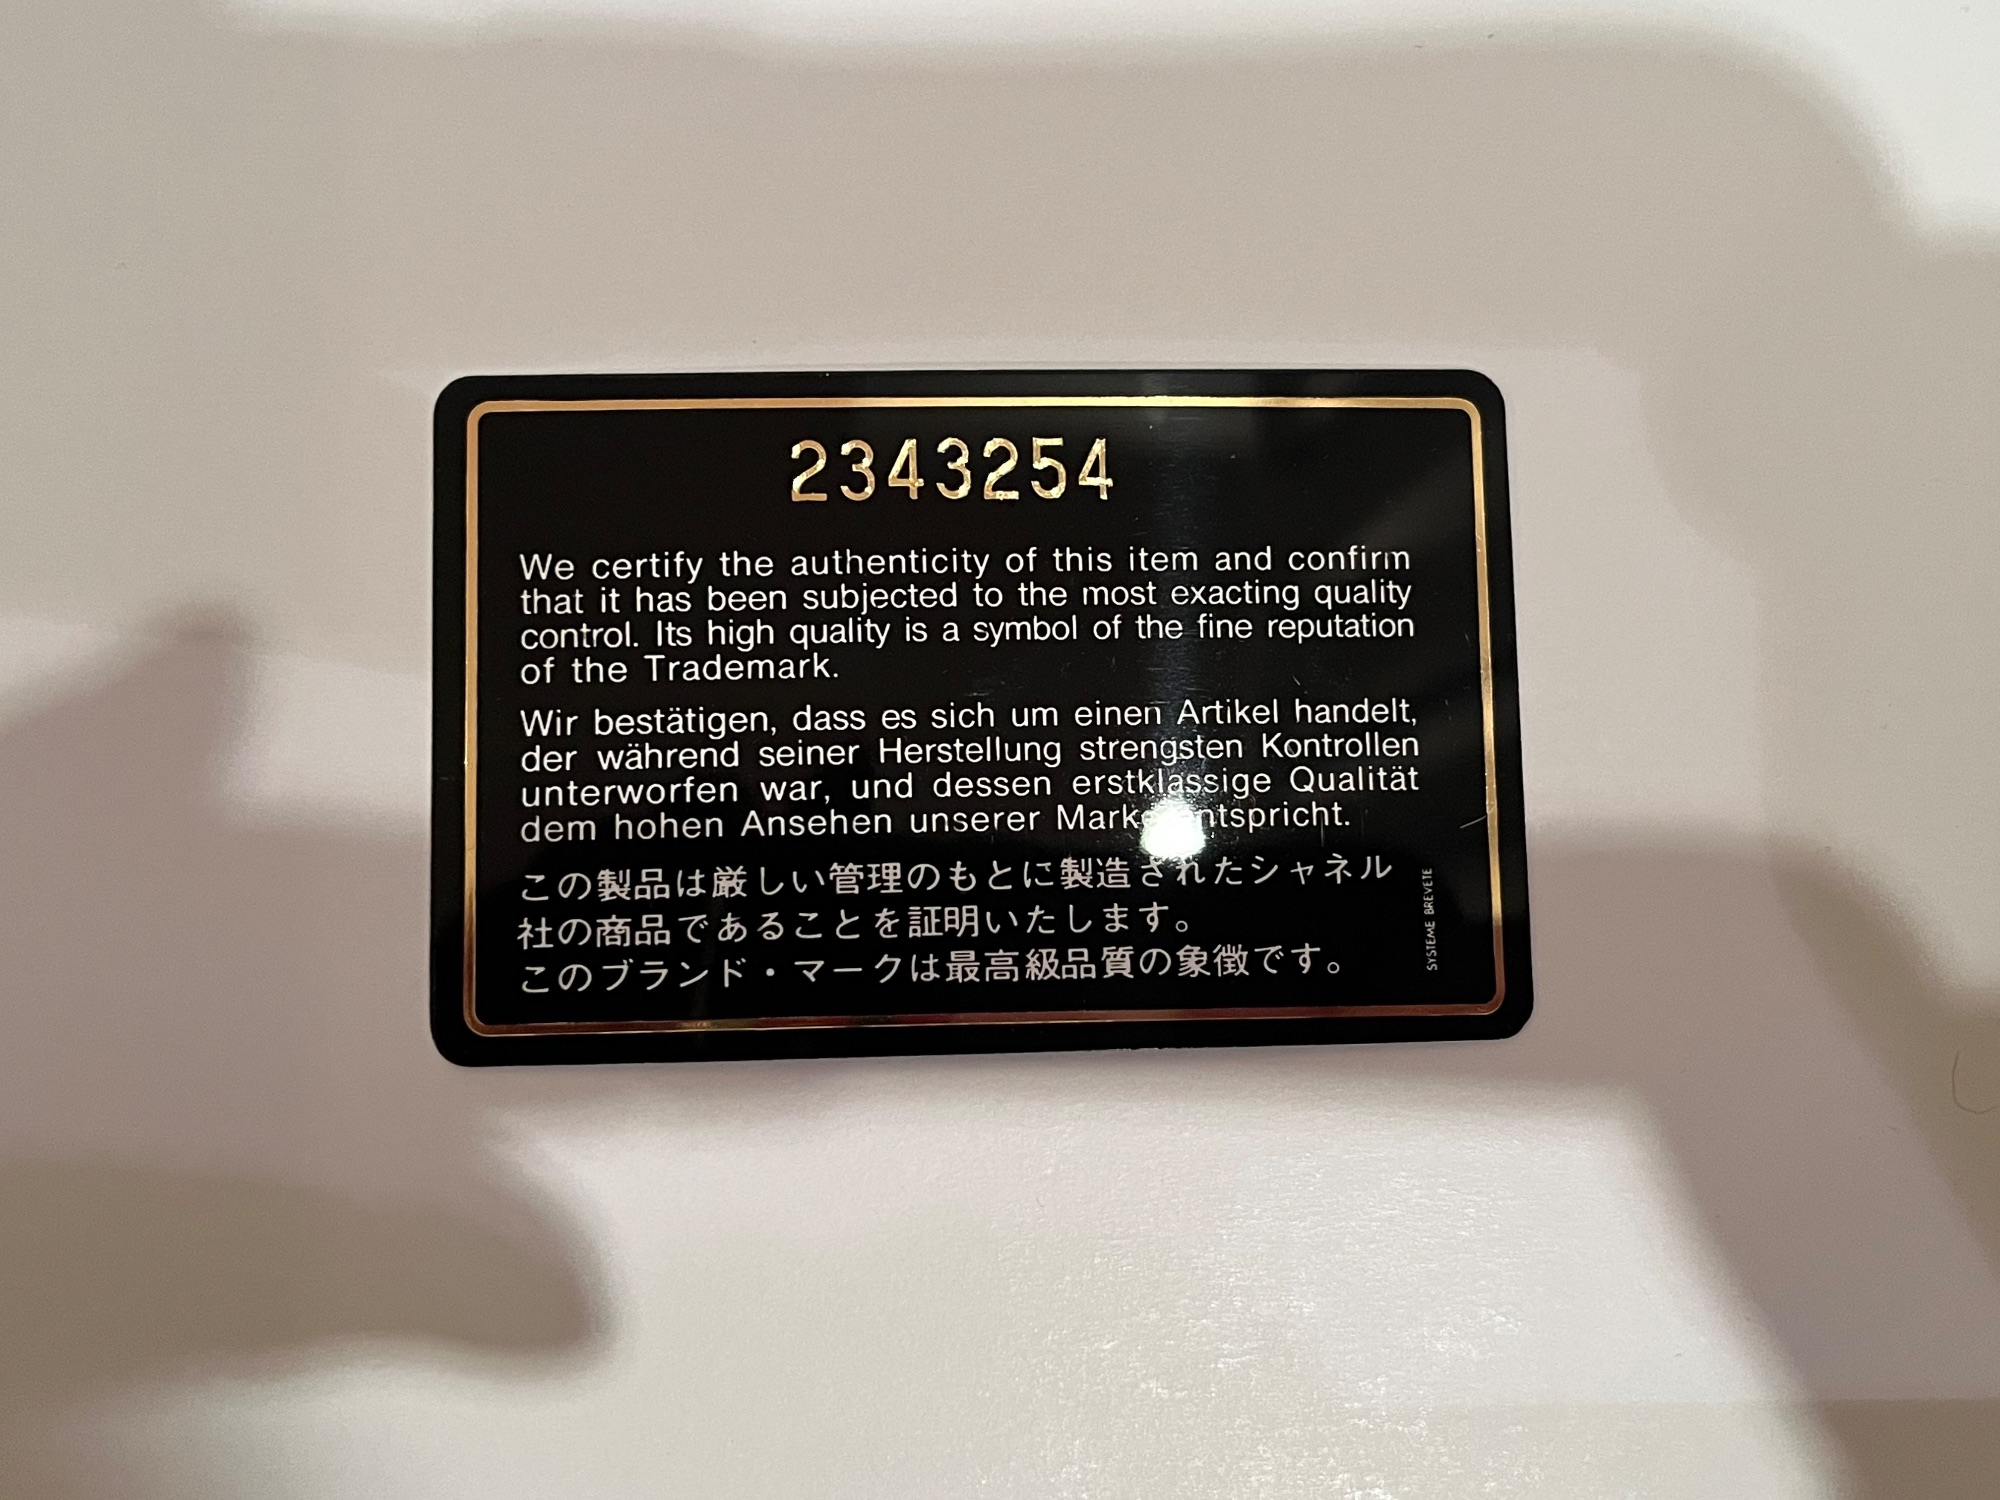 2343254
We certify the authenticity of this item and confirm
that it has been subjected to the most exacting quality
control. Its high quality is a symbol of the fine reputation
of the Trademark.
Wir bestätigen, dass es sich um einen Artikel handelt,
der während seiner Herstellung strengsten Kontrollen
unterworfen war, und dessen erstklassige Qualität
dem hohen Ansehen unserer Marke entspricht.
この製品は厳しい管理のもとに製造されたシャネル
社の商品であることを証明いたします。
このブランド・マークは最高級品質の象徴です。
SYSTEME BREVETE